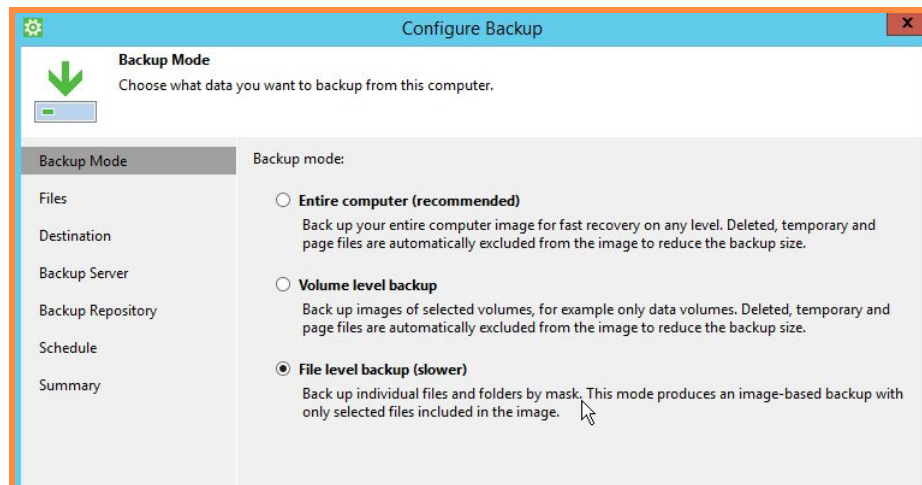 Configure Backup
x
Backup Mode
Choose what data you want to backup from this computer.
Backup Mode
Files
Destination
Backup Server
Backup Repository
Schedule
Summary
Backup mode:
Entire computer (recommended)
Back up your entire computer image for fast recovery on any level. Deleted, temporary and
page files are automatically excluded from the image to reduce the backup size.
Volume level backup
Back up images of selected volumes, for example only data volumes. Deleted, temporary and
page files are automatically excluded from the image to reduce the backup size.
File level backup (slower)
Back up individual files and folders by mask. This mode produces an image-based backup with
only selected files included in the image.